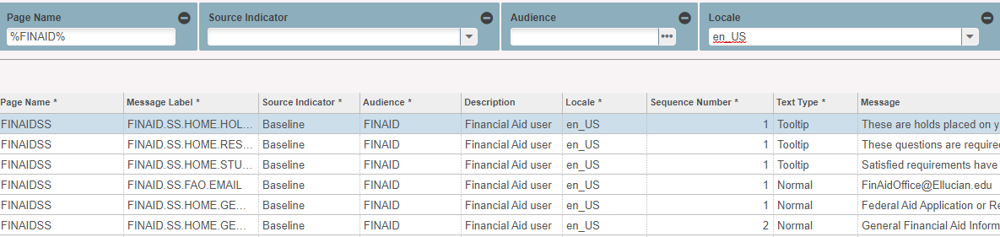 Page Name Source Indicator Audience Locale
%FINAID% en_US
Page Name * Message Label * Source Indicator * Audience * Description Locale * Sequence Number * Text Type * Message
FINAIDSS FINAID.SS.HOME.HOL... Baseline FINAID Financial Aid user en_US 1 Tooltip These are holds placed on y
FINAIDSS FINAID.SS.HOME.RES... Baseline FINAID Financial Aid user en_US 1 Tooltip These questions are required
FINAIDSS FINAID.SS.HOME.STU... Baseline FINAID Financial Aid user en_US 1 Tooltip Satisfied requirements have
FINAIDSS FINAID.SS.FAO.EMAIL Baseline FINAID Financial Aid user en_US 1 Normal FinAidOffice@Ellucian.edu
FINAIDSS FINAID.SS.HOME.GE... Baseline FINAID Financial Aid user en_US 1 Normal Federal Aid Application or Re
FINAIDSS FINAID.SS.HOME.GE... Baseline FINAID Financial Aid user en_US 2 Normal General Financial Aid Inform